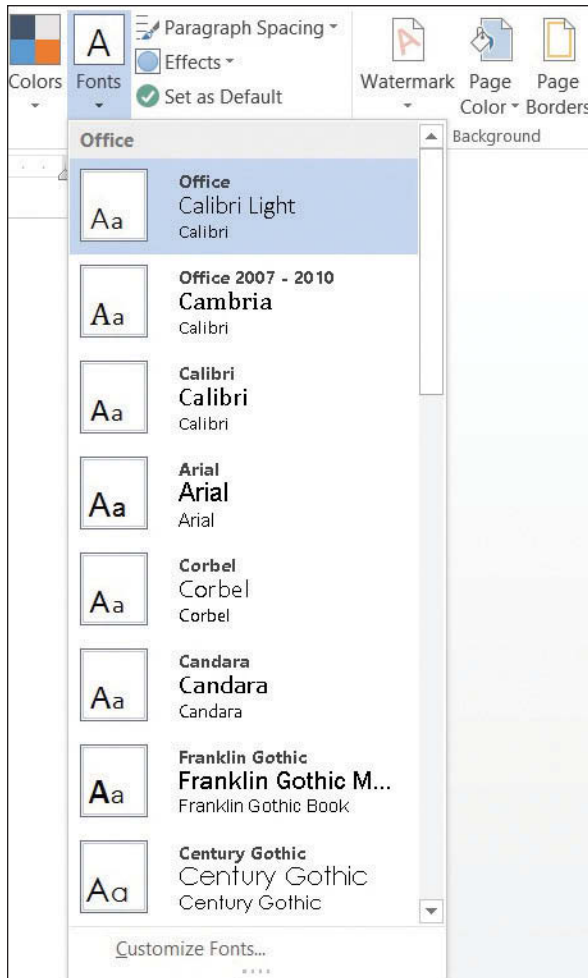 A
Paragraph Spacing
Effects
Set as Default
Colors
Fonts
Watermark
Page Color
Page Borders
Background
Office
Aa
Office
Calibri Light
Calibri
Aa
Office 2007 - 2010
Cambria
Calibri
Aa
Calibri
Calibri
Calibri
Aa
Arial
Arial
Arial
Aa
Corbel
Corbel
Corbel
Aa
Candara
Candara
Candara
Aa
Franklin Gothic
Franklin Gothic M...
Franklin Gothic Book
Aa
Century Gothic
Century Gothic
Century Gothic
Customize Fonts...